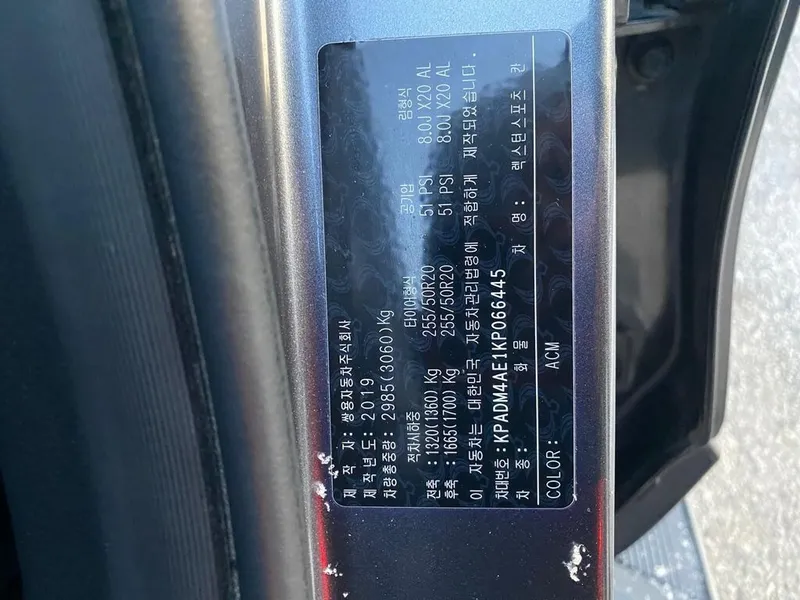 제 작 자: 쌍용자동차주식회사
제작년도: 2019
차량총중량: 2985(3060)Kg
적차시하중 타이어형식 공기압 림형식
전축: 1320(1360) Kg 255/50R20 51 PSI 8.0J X20 AL
후축: 1665(1700) Kg 255/50R20 51 PSI 8.0J X20 AL
이 자동차는 대한민국 자동차관리법령에 적합하게 제작되었습니다.
차대번호: KPADM4AE1KP066445
차 종: 화 물 차 명: 렉스턴스포츠 칸
COLOR: ACM